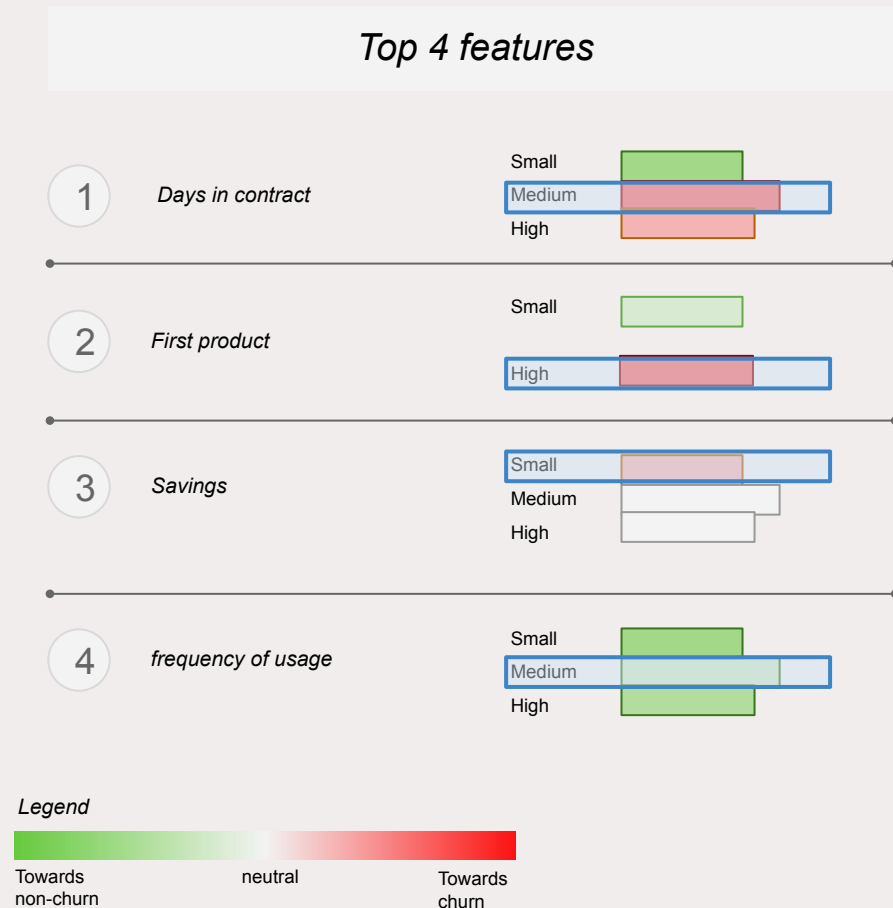 Top 4 features
1
Days in contract
Small
Medium
High
2
First product
Small
High
3
Savings
Small
Medium
High
4
frequency of usage
Small
Medium
High
Legend
Towards non-churn
neutral
Towards churn